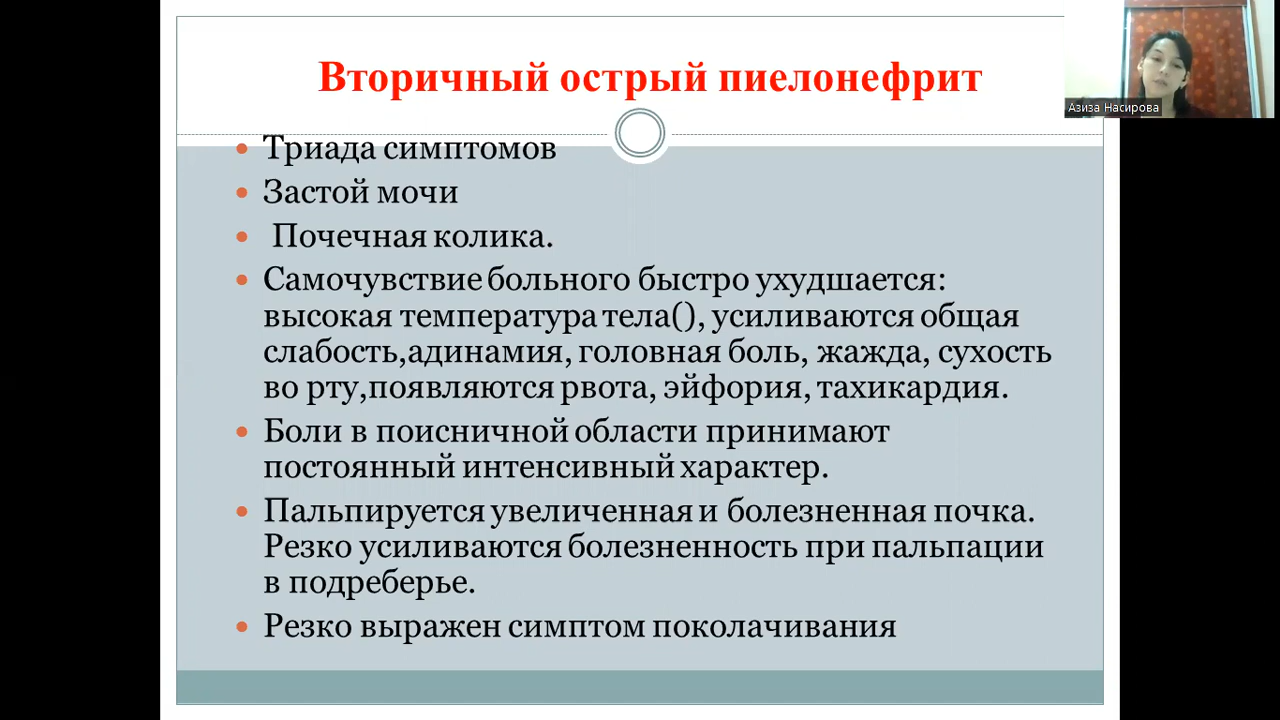 Вторичный острый пиелонефрит
Азиза Насирова
• Триада симптомов
• Застой мочи
• Почечная колика.
• Самочувствие больного быстро ухудшается:
высокая температура тела(), усиливаются общая
слабость,адинамия, головная боль, жажда, сухость
во рту,появляются рвота, эйфория, тахикардия.
• Боли в поисничной области принимают
постоянный интенсивный характер.
• Пальпируется увеличенная и болезненная почка.
Резко усиливаются болезненность при пальпации
в подреберье.
• Резко выражен симптом поколачивания